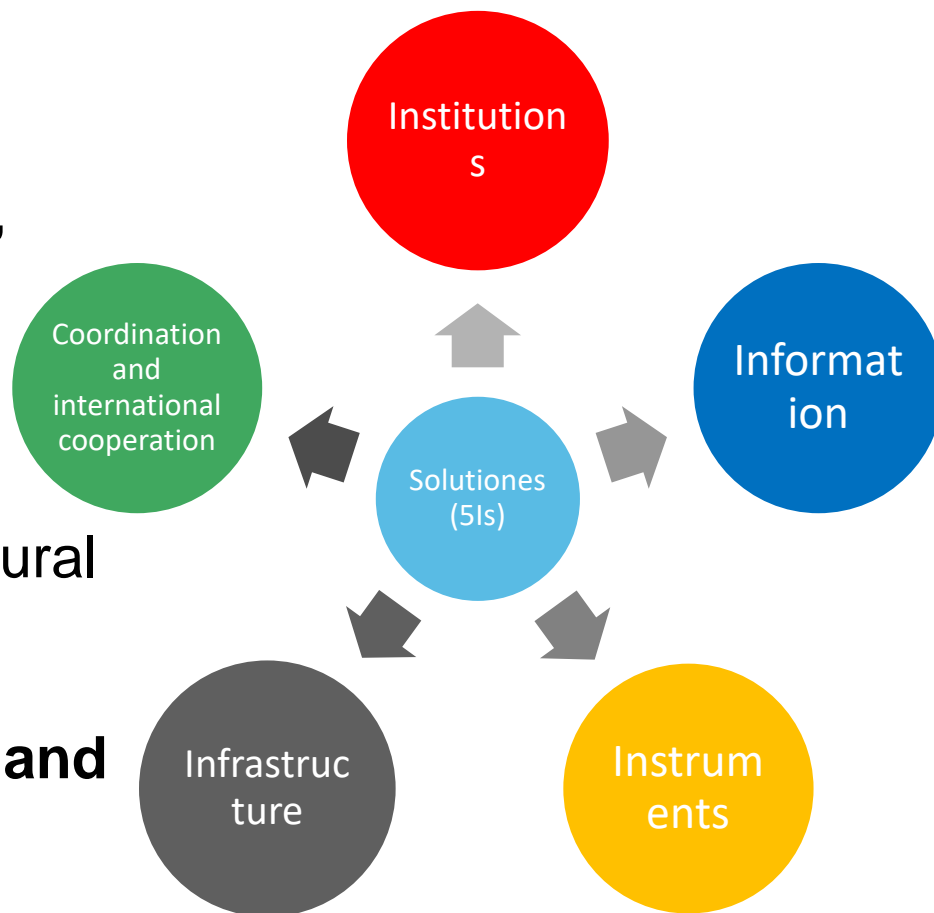 Institution
s
,
Coordination
and
international
cooperation
Informat
ion
Solutiones
(5Is)
ural
and
Infrastruc
ture
Instrum
ents